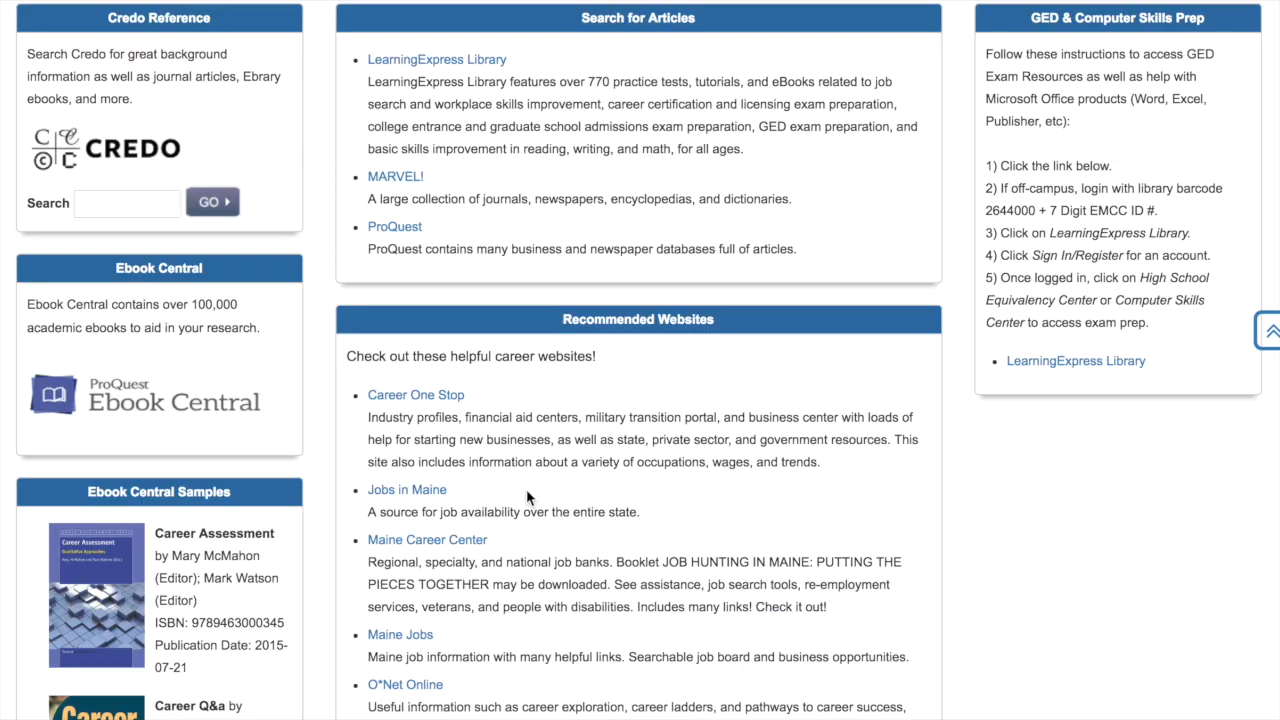 Credo Reference
Search Credo for great background
information as well as journal articles, Ebrary
ebooks, and more.
CREDO
Search
GO
Ebook Central
Ebook Central contains over 100,000
academic ebooks to aid in your research.
ProQuest
Ebook Central
Ebook Central Samples
Career Assessment
Qualitative Approaches
Career Assessment
by Mary McMahon
(Editor); Mark Watson
(Editor)
ISBN: 9789463000345
Publication Date: 2015-
07-21
Career
Career Q&a by
Search for Articles
LearningExpress Library
LearningExpress Library features over 770 practice tests, tutorials, and eBooks related to job
search and workplace skills improvement, career certification and licensing exam preparation,
college entrance and graduate school admissions exam preparation, GED exam preparation, and
basic skills improvement in reading, writing, and math, for all ages.
MARVEL!
A large collection of journals, newspapers, encyclopedias, and dictionaries.
ProQuest
ProQuest contains many business and newspaper databases full of articles.
Recommended Websites
Check out these helpful career websites!
Career One Stop
Industry profiles, financial aid centers, military transition portal, and business center with loads of
help for starting new businesses, as well as state, private sector, and government resources. This
site also includes information about a variety of occupations, wages, and trends.
Jobs in Maine
A source for job availability over the entire state.
Maine Career Center
Regional, specialty, and national job banks. Booklet JOB HUNTING IN MAINE: PUTTING THE
PIECES TOGETHER may be downloaded. See assistance, job search tools, re-employment
services, veterans, and people with disabilities. Includes many links! Check it out!
Maine Jobs
Maine job information with many helpful links. Searchable job board and business opportunities.
O*Net Online
Useful information such as career exploration, career ladders, and pathways to career success,
GED & Computer Skills Prep
Follow these instructions to access GED
Exam Resources as well as help with
Microsoft Office products (Word, Excel,
Publisher, etc):
1) Click the link below.
2) If off-campus, login with library barcode
2644000 + 7 Digit EMCC ID #.
3) Click on LearningExpress Library.
4) Click Sign In/Register for an account.
5) Once logged in, click on High School
Equivalency Center or Computer Skills
Center to access exam prep.
LearningExpress Library